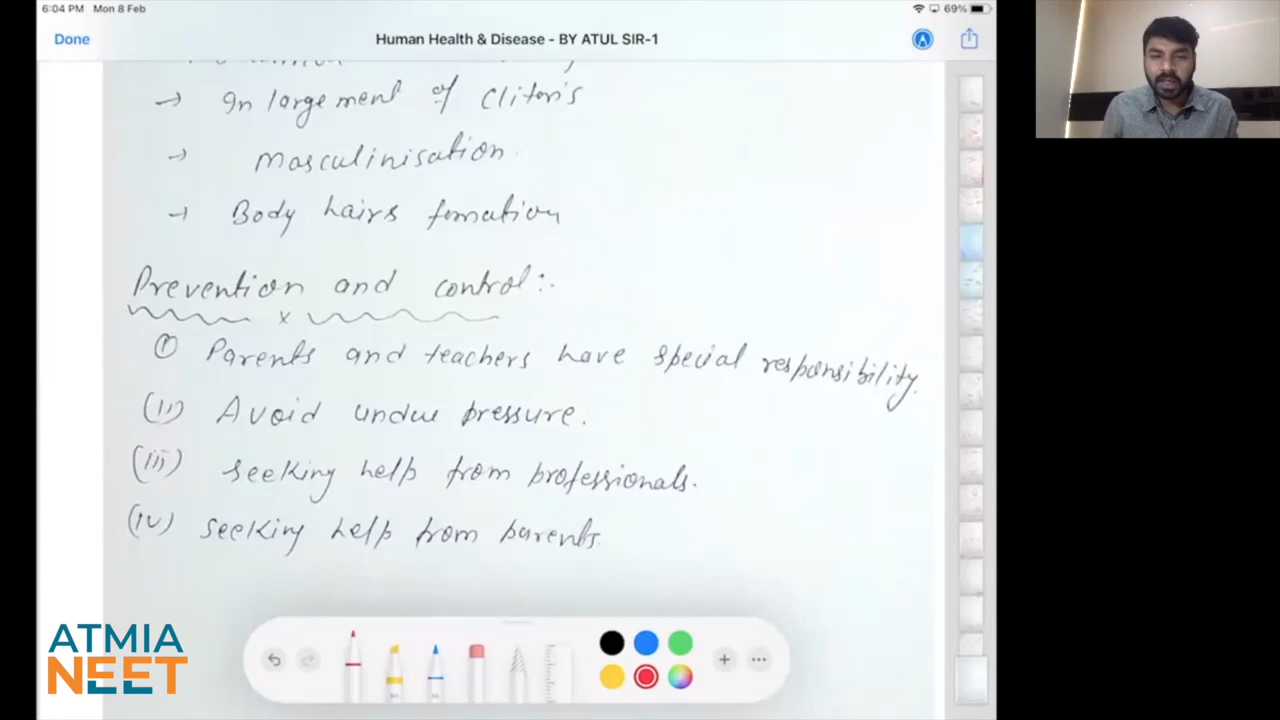 6:04 PM Mon 8 Feb
69%
Done
Human Health & Disease - BY ATUL SIR-1
→ Inlargement of Clitoris
→ Masculinisation
→ Body hairs formation
Prevention and control:-
(i) Parents and teachers have special responsibility.
(ii) Avoid undue pressure.
(iii) Seeking help from professionals.
(iv) Seeking help from parents.
ATMIA
NEET